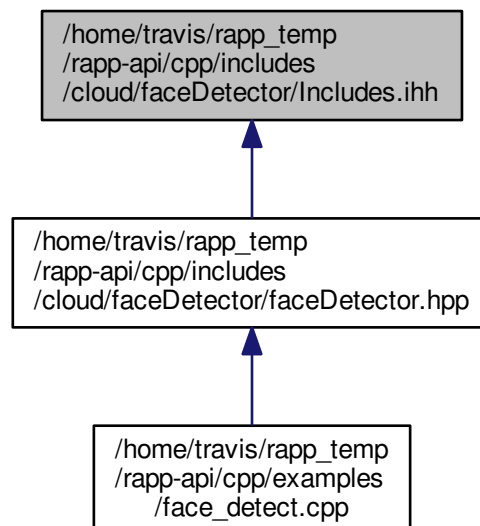 /home/travis/rapp_temp
/rapp-api/cpp/includes
/cloud/faceDetector/Includes.ihh
/home/travis/rapp_temp
/rapp-api/cpp/includes
/cloud/faceDetector/faceDetector.hpp
/home/travis/rapp_temp
/rapp-api/cpp/examples
/face_detect.cpp